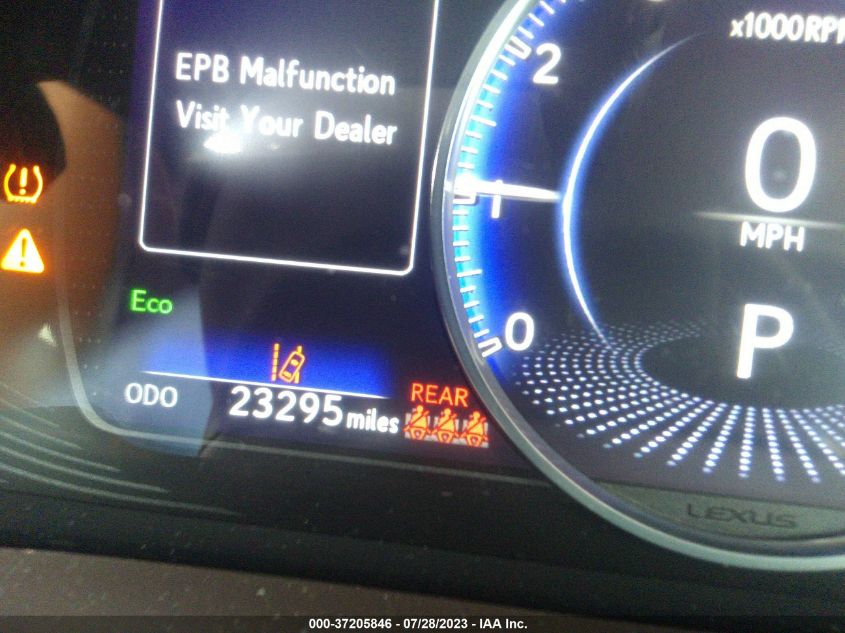 x1000RPM
EPB Malfunction
Visit Your Dealer
2
1
0
0
MPH
P
Eco
ODO 23295 miles
REAR
LEXUS
000-37205846 - 07/28/2023 - IAA Inc.